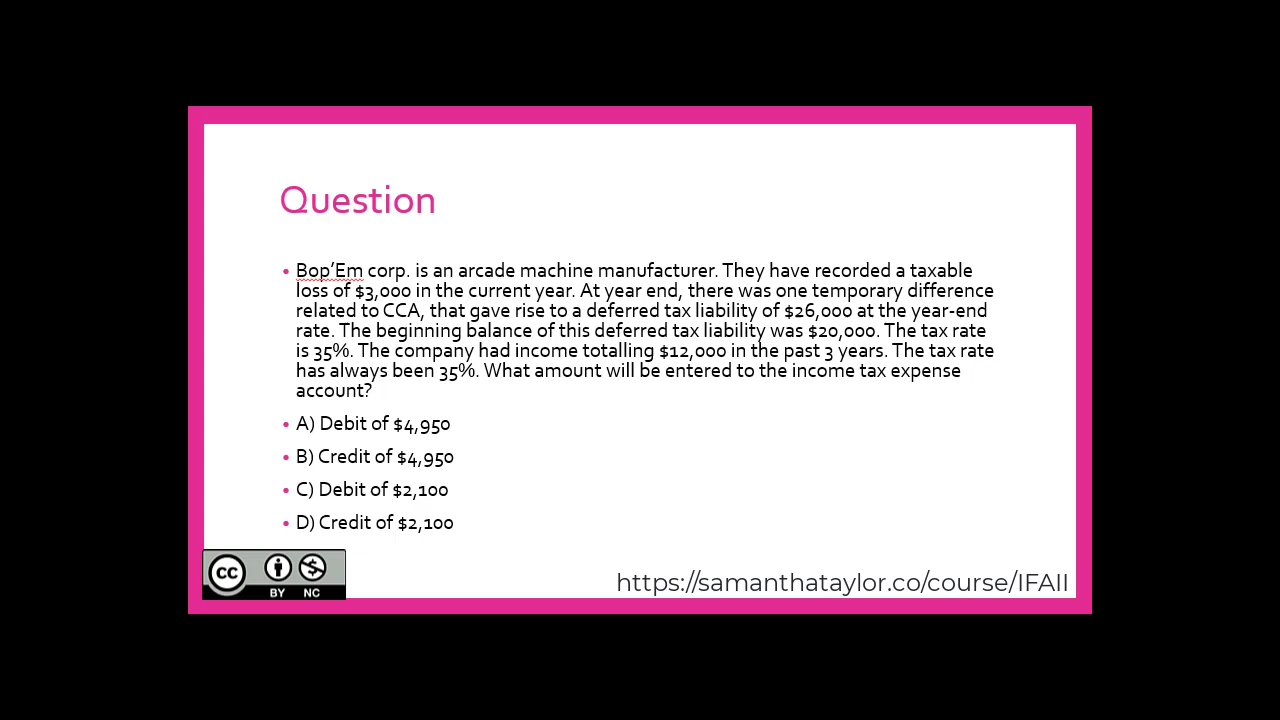 Question
• Bop’Em corp. is an arcade machine manufacturer. They have recorded a taxable
loss of $3,000 in the current year. At year end, there was one temporary difference
related to CCA, that gave rise to a deferred tax liability of $26,000 at the year-end
rate. The beginning balance of this deferred tax liability was $20,000. The tax rate
is 35%. The company had income totalling $12,000 in the past 3 years. The tax rate
has always been 35%. What amount will be entered to the income tax expense
account?
• A) Debit of $4,950
• B) Credit of $4,950
• C) Debit of $2,100
• D) Credit of $2,100
cc
BY NC
https://samanthataylor.co/course/IFAII